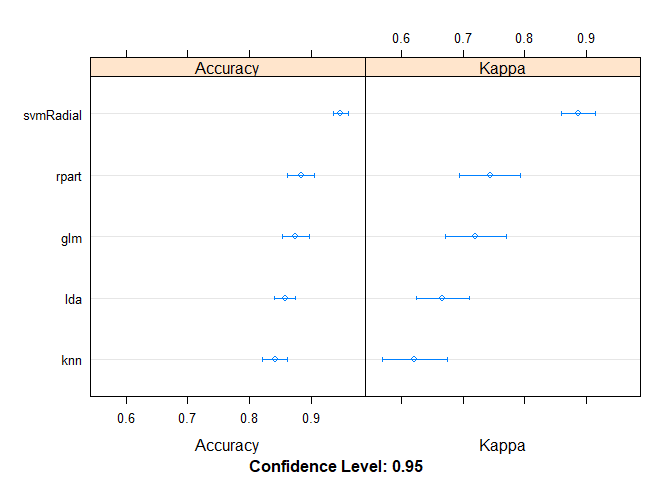 0.6 0.7 0.8 0.9
Accuracy Kappa
svmRadial
rpart
glm
lda
knn
0.6 0.7 0.8 0.9
Accuracy Kappa
Confidence Level: 0.95